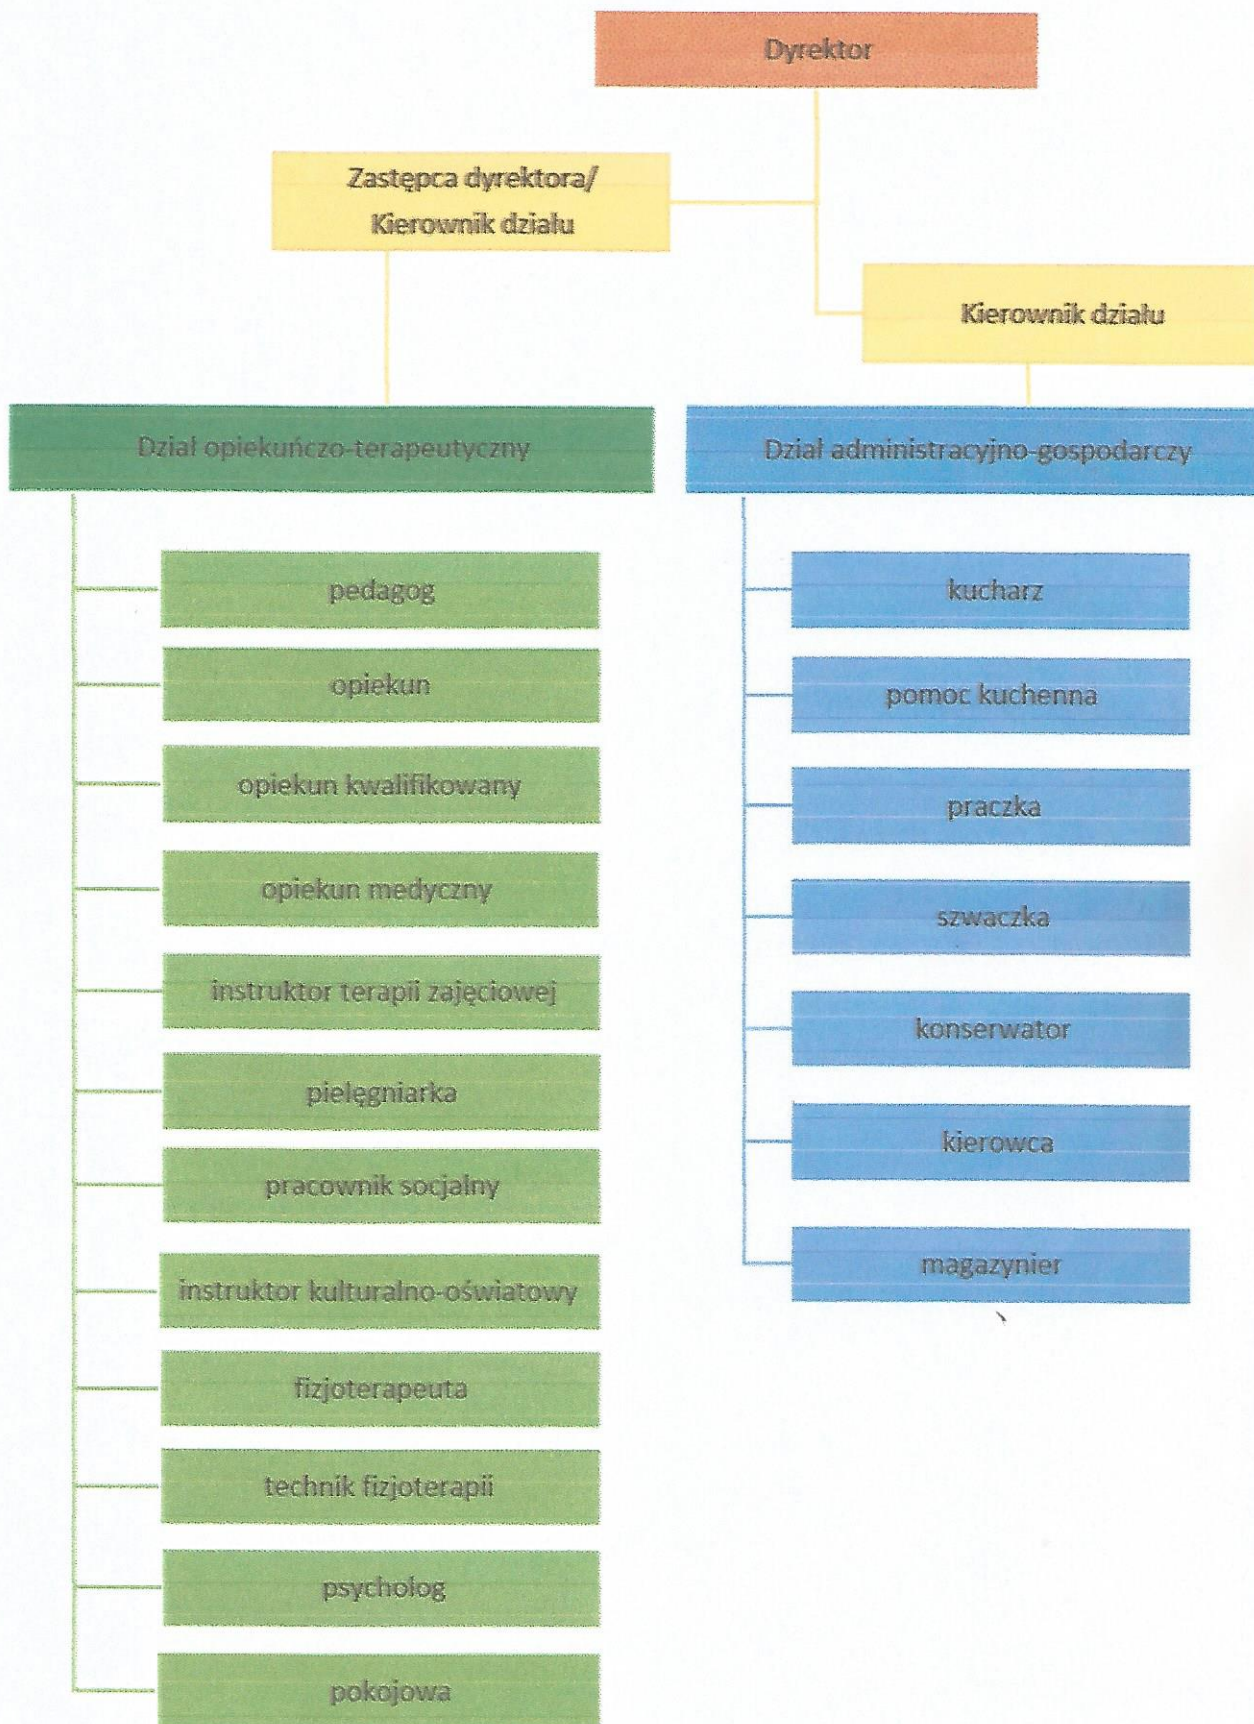 Dyrektor
Zastępca dyrektora/
Kierownik działu
Kierownik działu
Dział opiekuńczo-terapeutyczny
pedagog
opiekun
opiekun kwalifikowany
opiekun medyczny
instruktor terapii zajęciowej
pielęgniarka
pracownik socjalny
instruktor kulturalno-oświatowy
fizjoterapeuta
technik fizjoterapii
psycholog
pokojowa
Dział administracyjno-gospodarczy
kucharz
pomoc kuchenna
praczka
szwaczka
konserwator
kierowca
magazynier